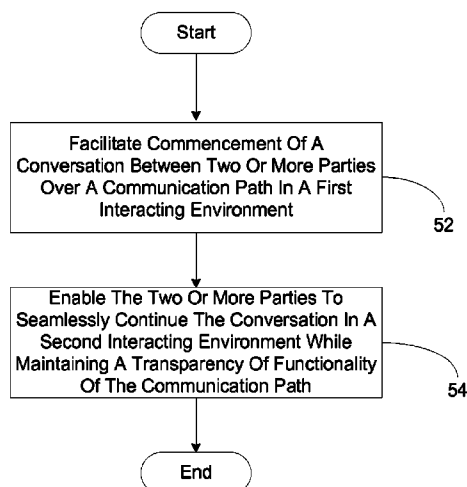 Start
Facilitate Commencement Of A
Conversation Between Two Or More Parties
Over A Communication Path In A First
Interacting Environment
52
Enable The Two Or More Parties To
Seamlessly Continue The Conversation In A
Second Interacting Environment While
Maintaining A Transparency Of Functionality
Of The Communication Path
54
End